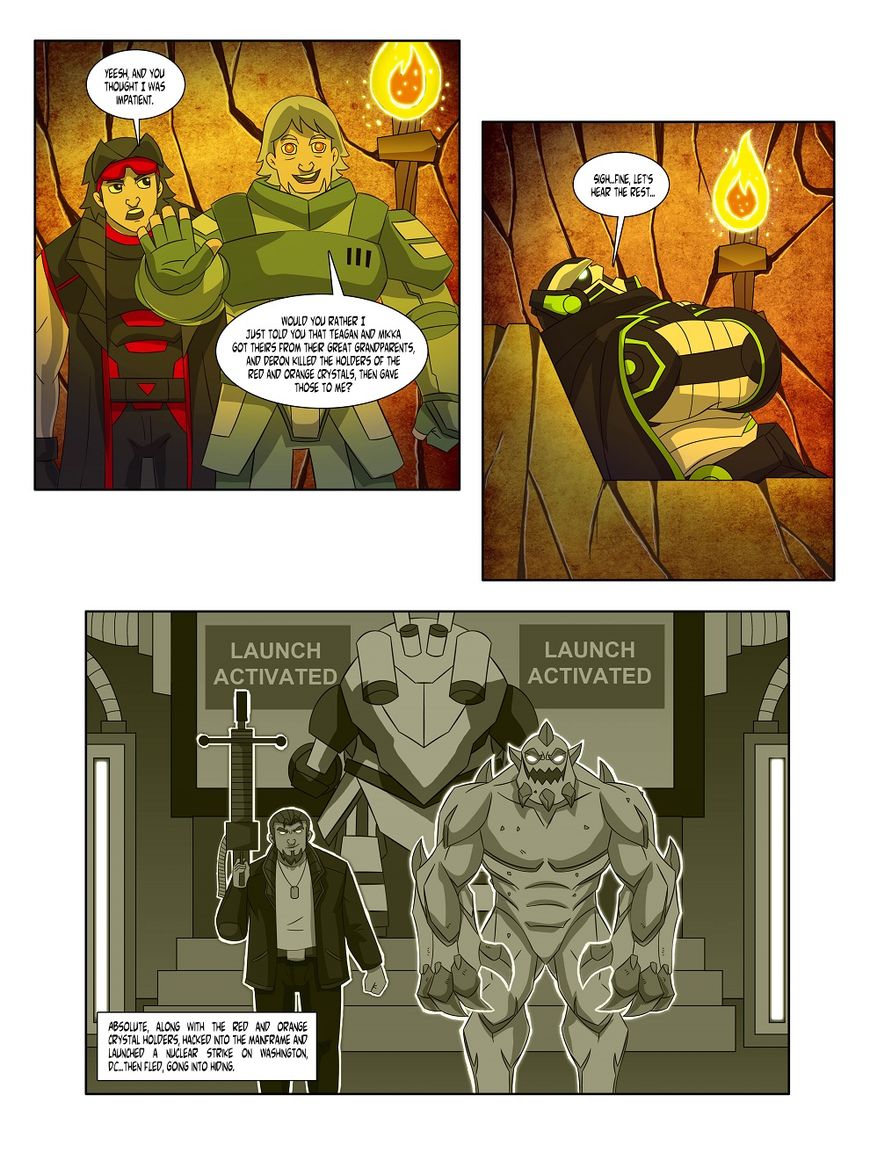 YEESH, AND YOU
THOUGHT I WAS
IMPATIENT.
WOULD YOU RATHER I
JUST TOLD YOU THAT TEAGAN AND MIKKA
GOT THEIRS FROM THEIR GREAT GRANDPARENTS,
AND DERON KILLED THE HOLDERS OF THE
RED AND ORANGE CRYSTALS, THEN GAVE
THOSE TO ME?
SIGH...FINE, LET'S
HEAR THE REST...
LAUNCH
ACTIVATED
LAUNCH
ACTIVATED
ABSOLUTE, ALONG WITH THE RED AND ORANGE
CRYSTAL HOLDERS, HACKED INTO THE MAINFRAME AND
LAUNCHED A NUCLEAR STRIKE ON WASHINGTON,
DC...THEN FLED, GOING INTO HIDING.